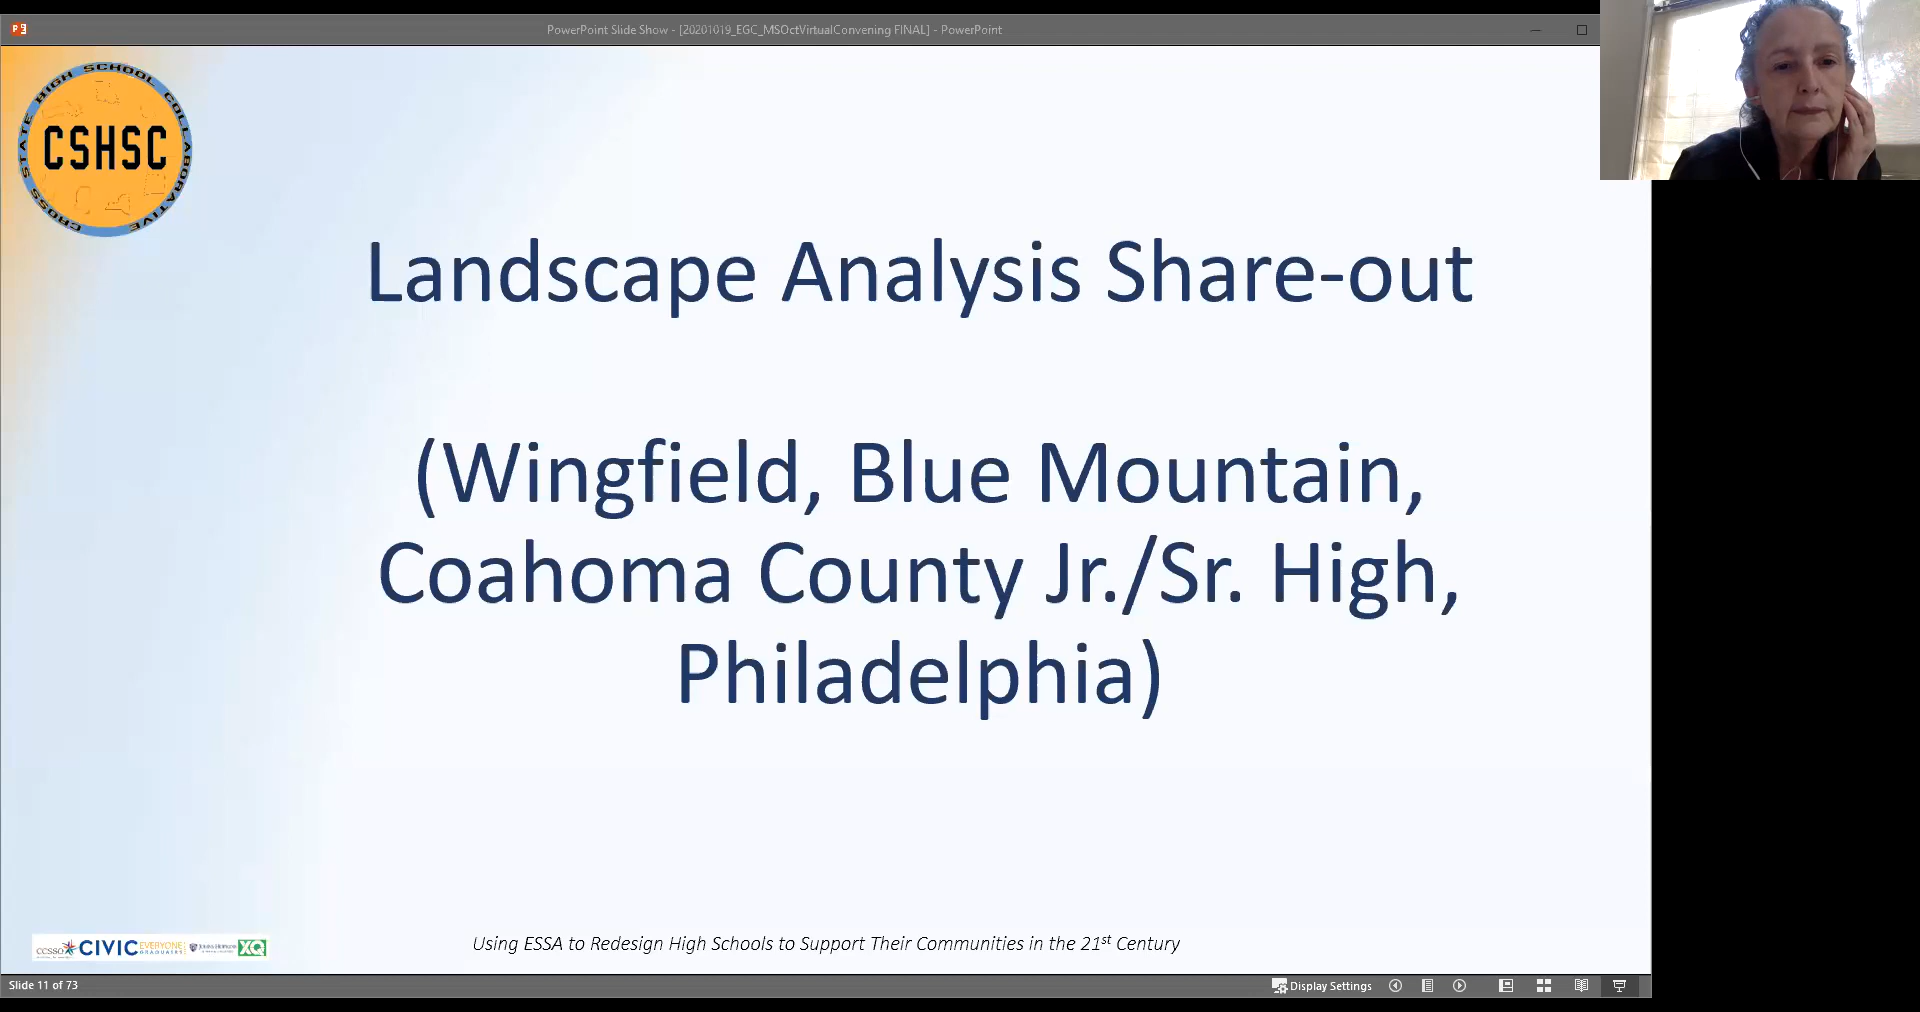 PowerPoint Slide Show - [20201019_EGC_MSOctVirtualConvening FINAL] - PowerPoint
CROSS STATE HIGH SCHOOL COLLABORATIVE
CSHSC
Landscape Analysis Share-out
(Wingfield, Blue Mountain,
Coahoma County Jr./Sr. High,
Philadelphia)
ccsso CIVIC EVERYONE GRADUATES JOHNS HOPKINS XQ
Using ESSA to Redesign High Schools to Support Their Communities in the 21st Century
Slide 11 of 73
Display Settings